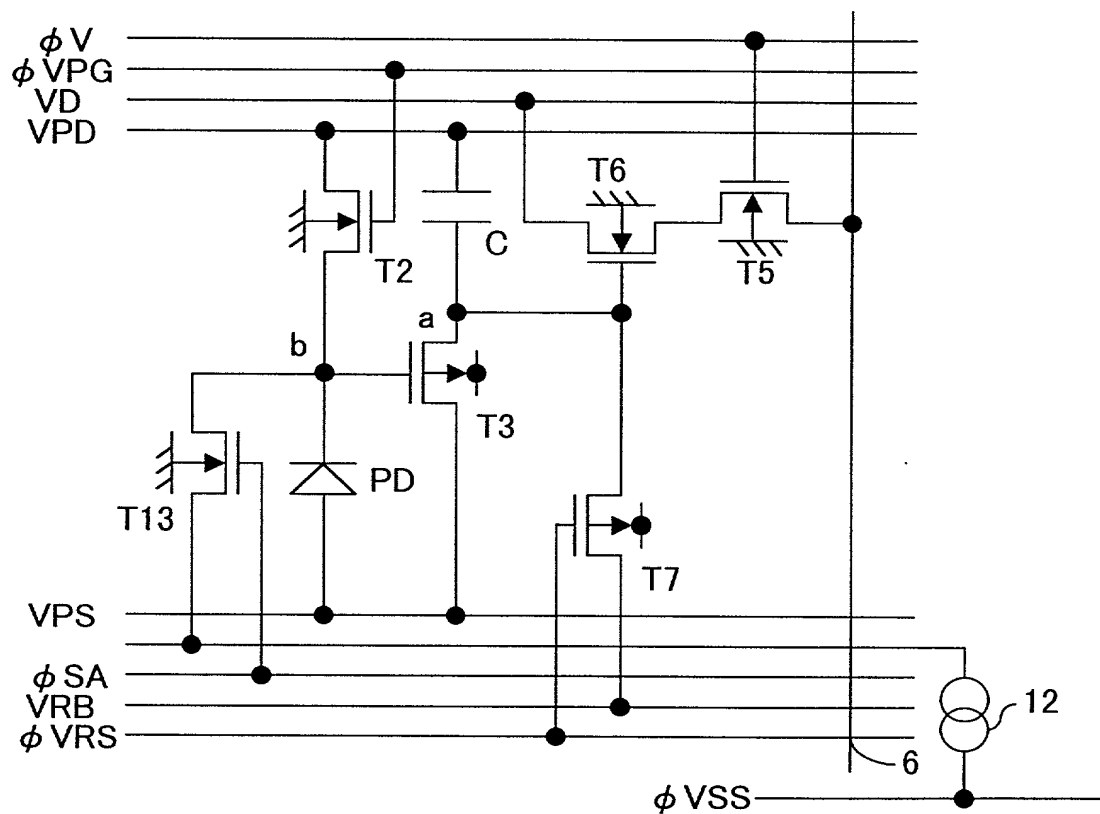 φV
φVPG
VD
VPD
T6
C
T2
T5
a
b
T3
PD
T13
T7
VPS
φSA
VRB
12
φVRS
6
φVSS